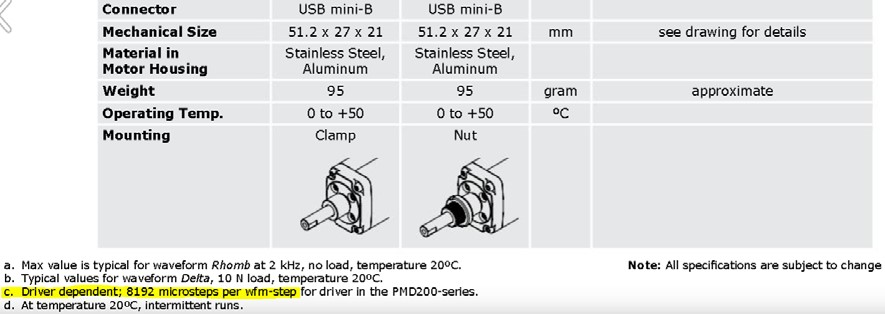 Connector USB mini-B USB mini-B
Mechanical Size 51.2 x 27 x 21 51.2 x 27 x 21 mm see drawing for details
Material in Stainless Steel, Stainless Steel,
Motor Housing Aluminum Aluminum
Weight 95 95 gram approximate
Operating Temp. 0 to +50 0 to +50 ºC
Mounting Clamp Nut
a. Max value is typical for waveform Rhomb at 2 kHz, no load, temperature 20ºC. Note: All specifications are subject to change
b. Typical values for waveform Delta, 10 N load, temperature 20ºC.
c. Driver dependent; 8192 microsteps per wfm-step for driver in the PMD200-series.
d. At temperature 20ºC, intermittent runs.